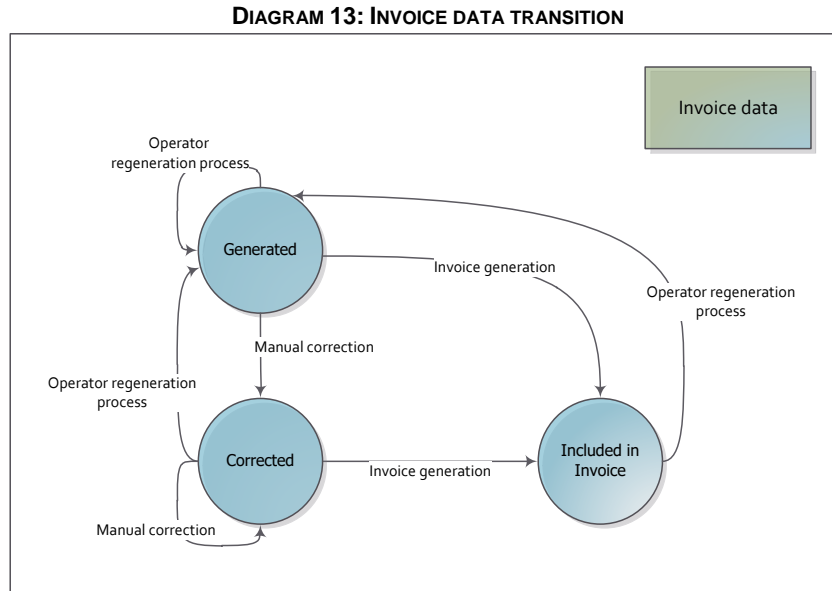 DIAGRAM 13: INVOICE DATA TRANSITION
Invoice data
Operator
regeneration process
Generated
Invoice generation
Operator regeneration
process
Manual correction
Operator regeneration
process
Corrected
Invoice generation
Included in
Invoice
Manual correction